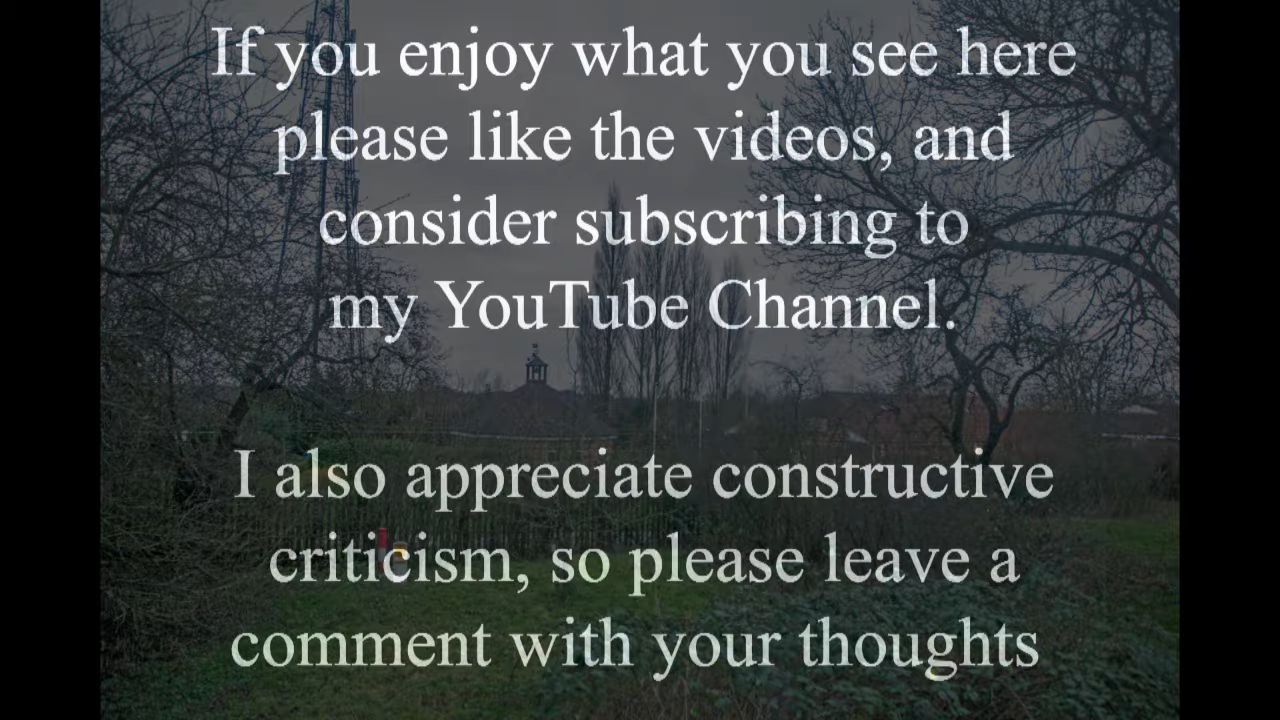 If you enjoy what you see here
please like the videos, and
consider subscribing to
my YouTube Channel.
I also appreciate constructive
criticism, so please leave a
comment with your thoughts